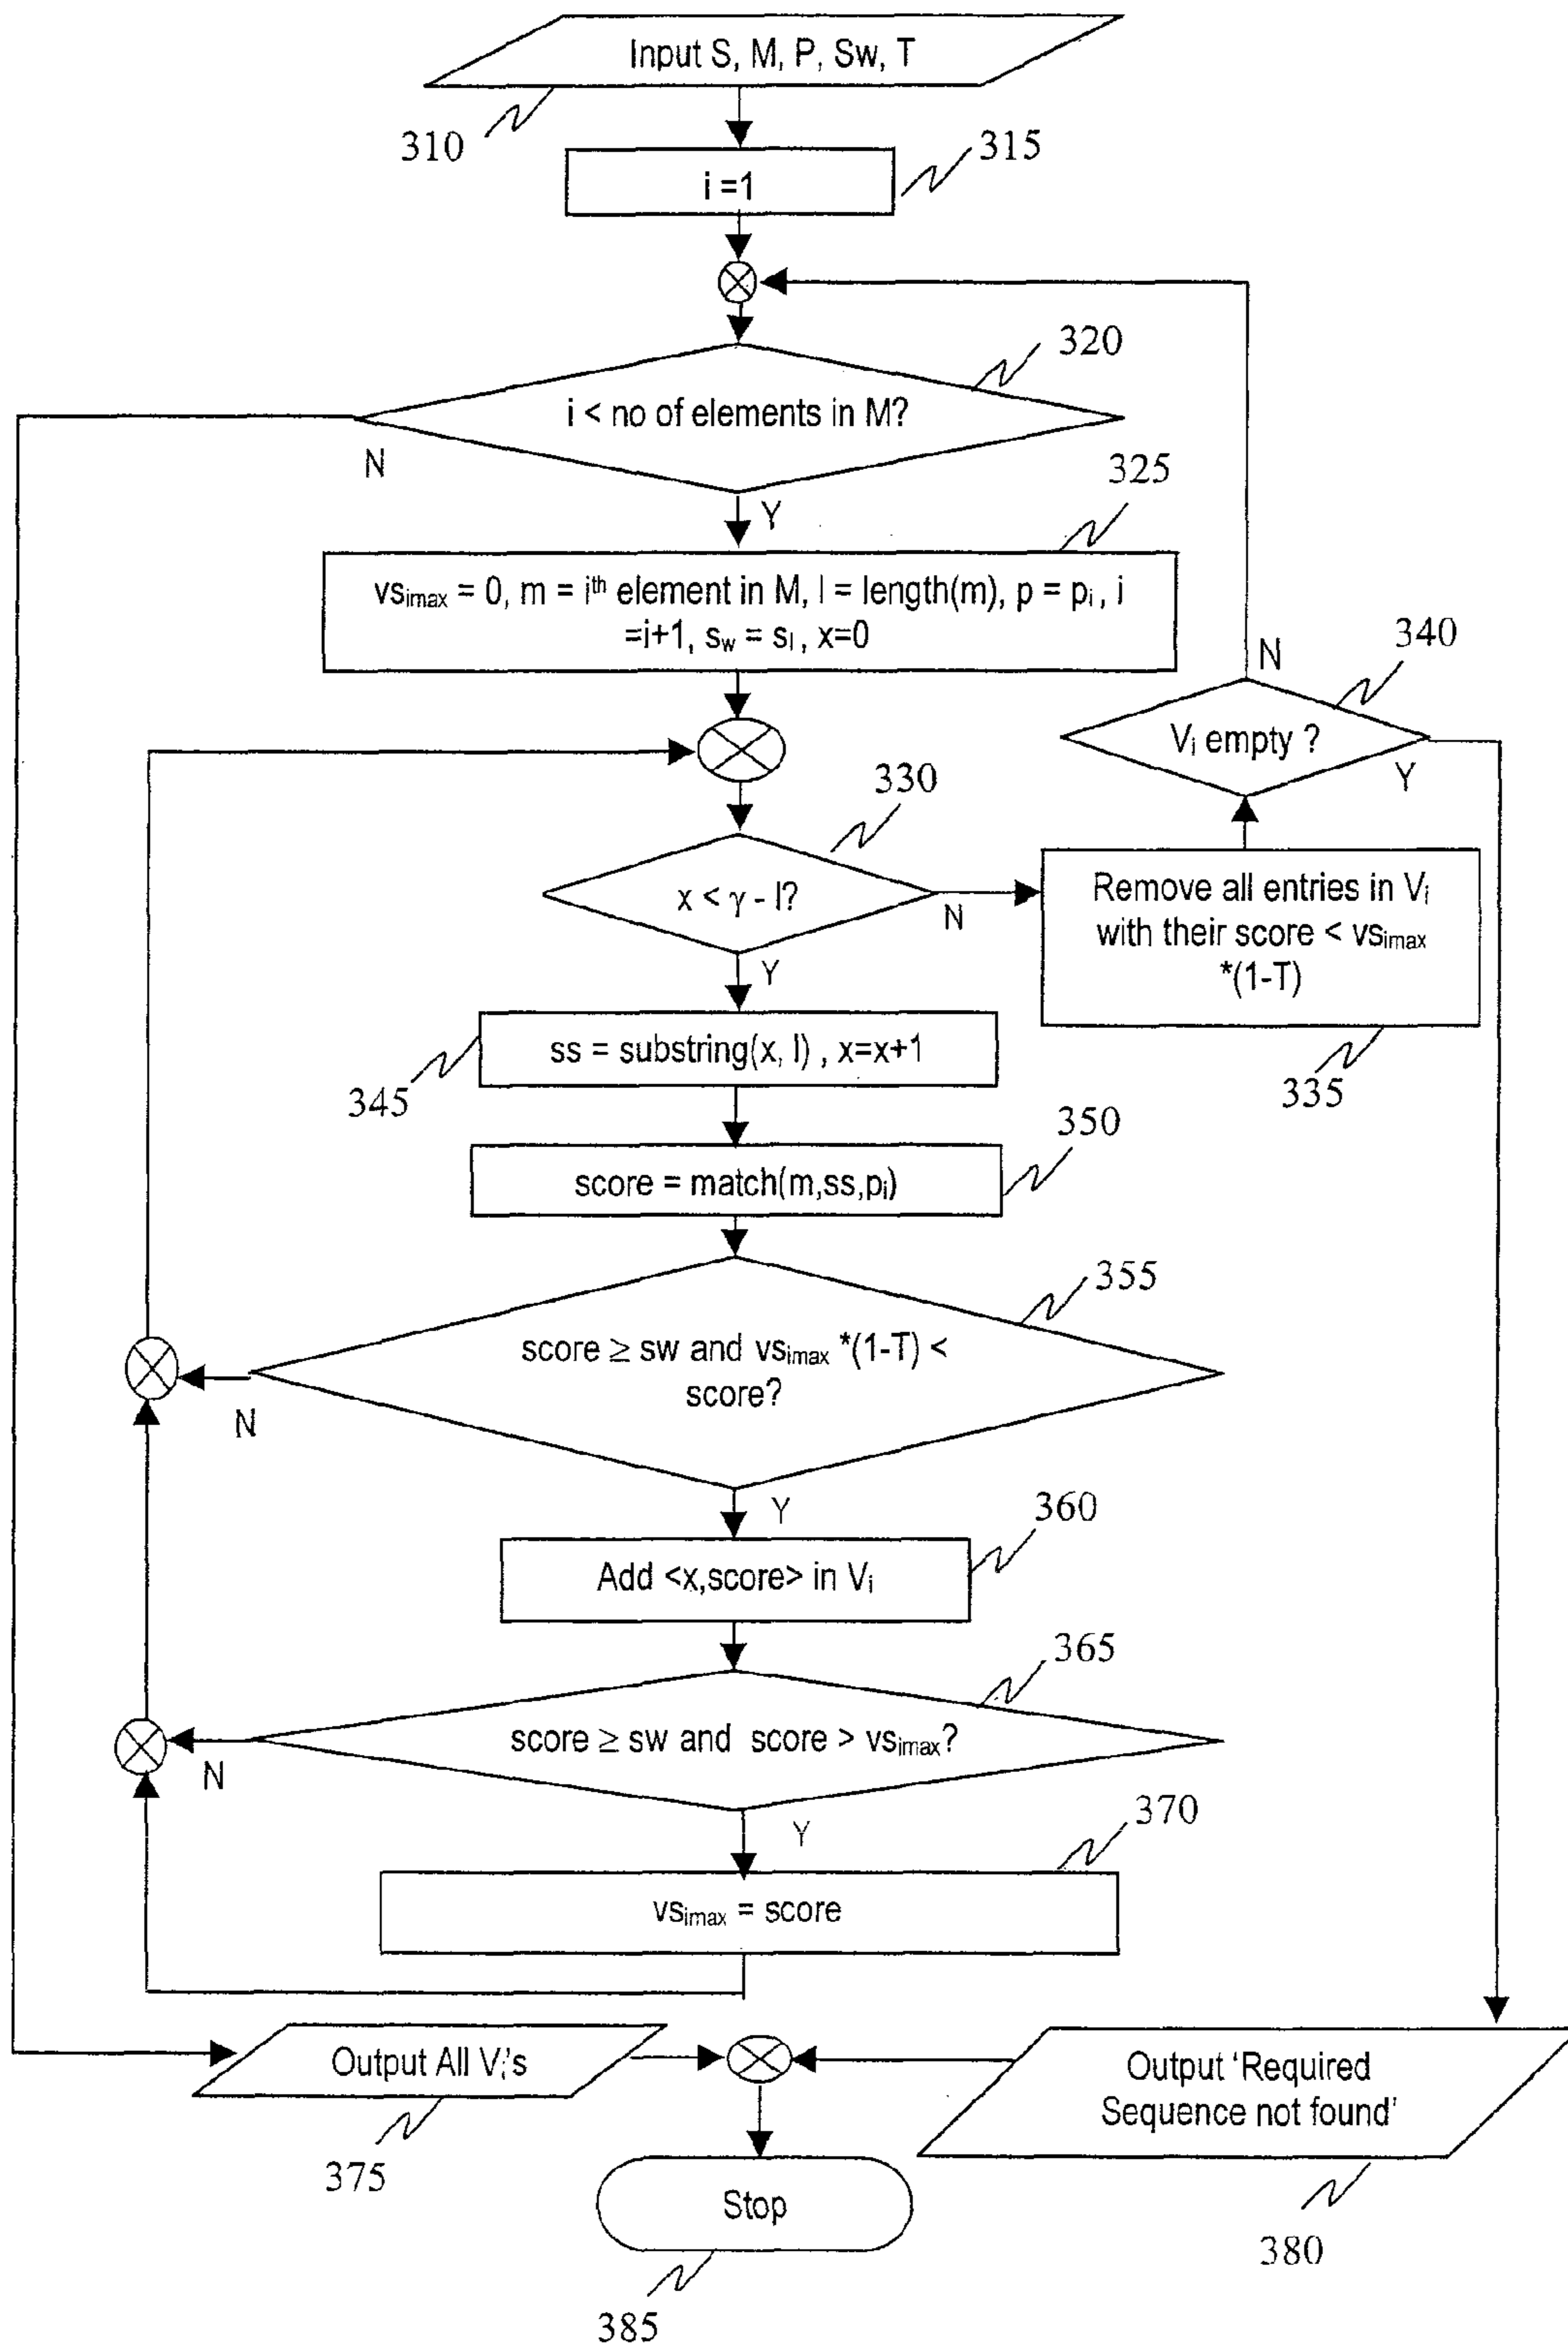 Input S, M, P, Sw, T
310
315
i =1
320
i < no of elements in M?
N
325
Y
vsimax = 0, m = ith element in M, l = length(m), p = pi , i
=i+1, sw = sl , x=0
340
N
Vi empty ?
Y
330
x < γ - l?
N
Remove all entries in Vi
with their score < vsimax
*(1-T)
Y
ss = substring(x, l) , x=x+1
345
335
350
score = match(m,ss,pi)
355
score ≥ sw and vsimax *(1-T) <
score?
N
Y
360
Add <x,score> in Vi
365
score ≥ sw and score > vsimax?
N
370
Y
vsimax = score
Output All Vi's
Output 'Required
Sequence not found'
375
Stop
380
385